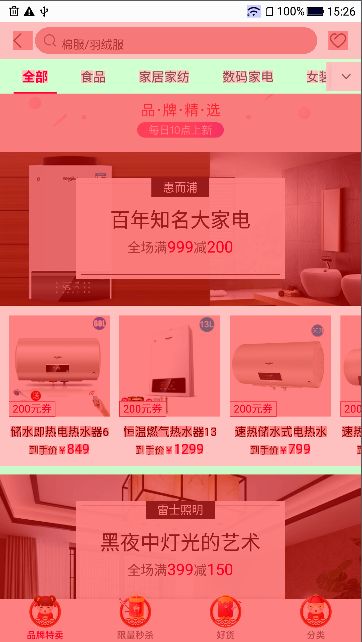 100% 15:26
棉服/羽绒服
全部 食品 家居家纺 数码家电 女装
品·牌·精·选
每日10点上新
惠而浦
百年知名大家电
全场满999减200
88L 13L
200元券 200元券 200元券 200
储水即热电热水器6 恒温燃气热水器13 速热储水式电热水 速
到手价¥849 到手价¥1299 到手价¥799
雷士照明
黑夜中灯光的艺术
全场满399减150
品牌特卖 限量秒杀 好货 分类